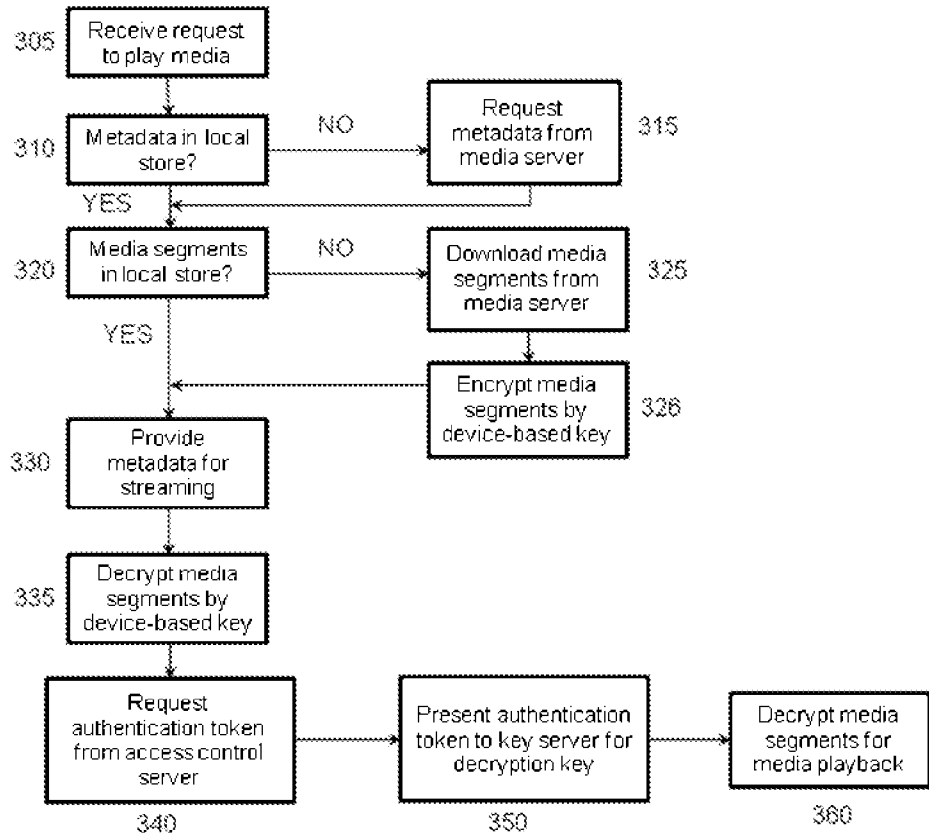 305
Receive request
to play media
310
Metadata in local
store?
NO
Request
metadata from
media server
315
YES
320
Media segments
in local store?
NO
Download media
segments from
media server
325
YES
Encrypt media
segments by
device-based key
326
330
Provide
metadata for
streaming
335
Decrypt media
segments by
device-based key
Request
authentication token
from access control
server
340
Present authentication
token to key server for
decryption key
350
Decrypt media
segments for
media playback
360